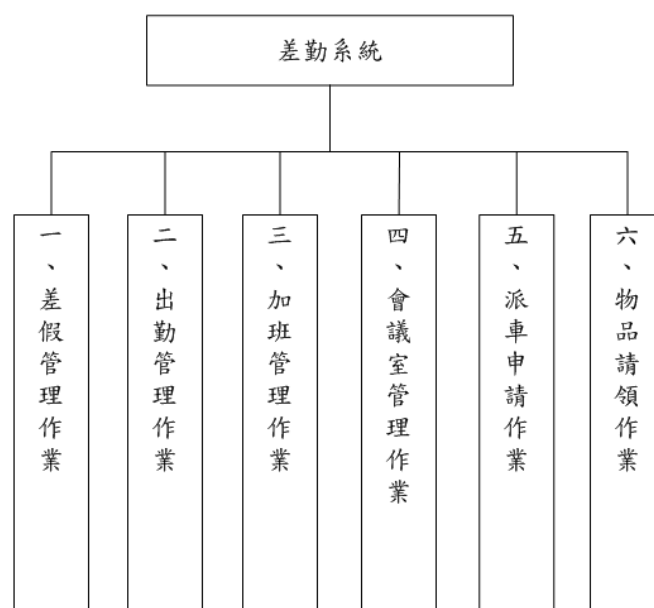 差勤系統
一、差假管理作業
二、出勤管理作業
三、加班管理作業
四、會議室管理作業
五、派車申請作業
六、物品請領作業